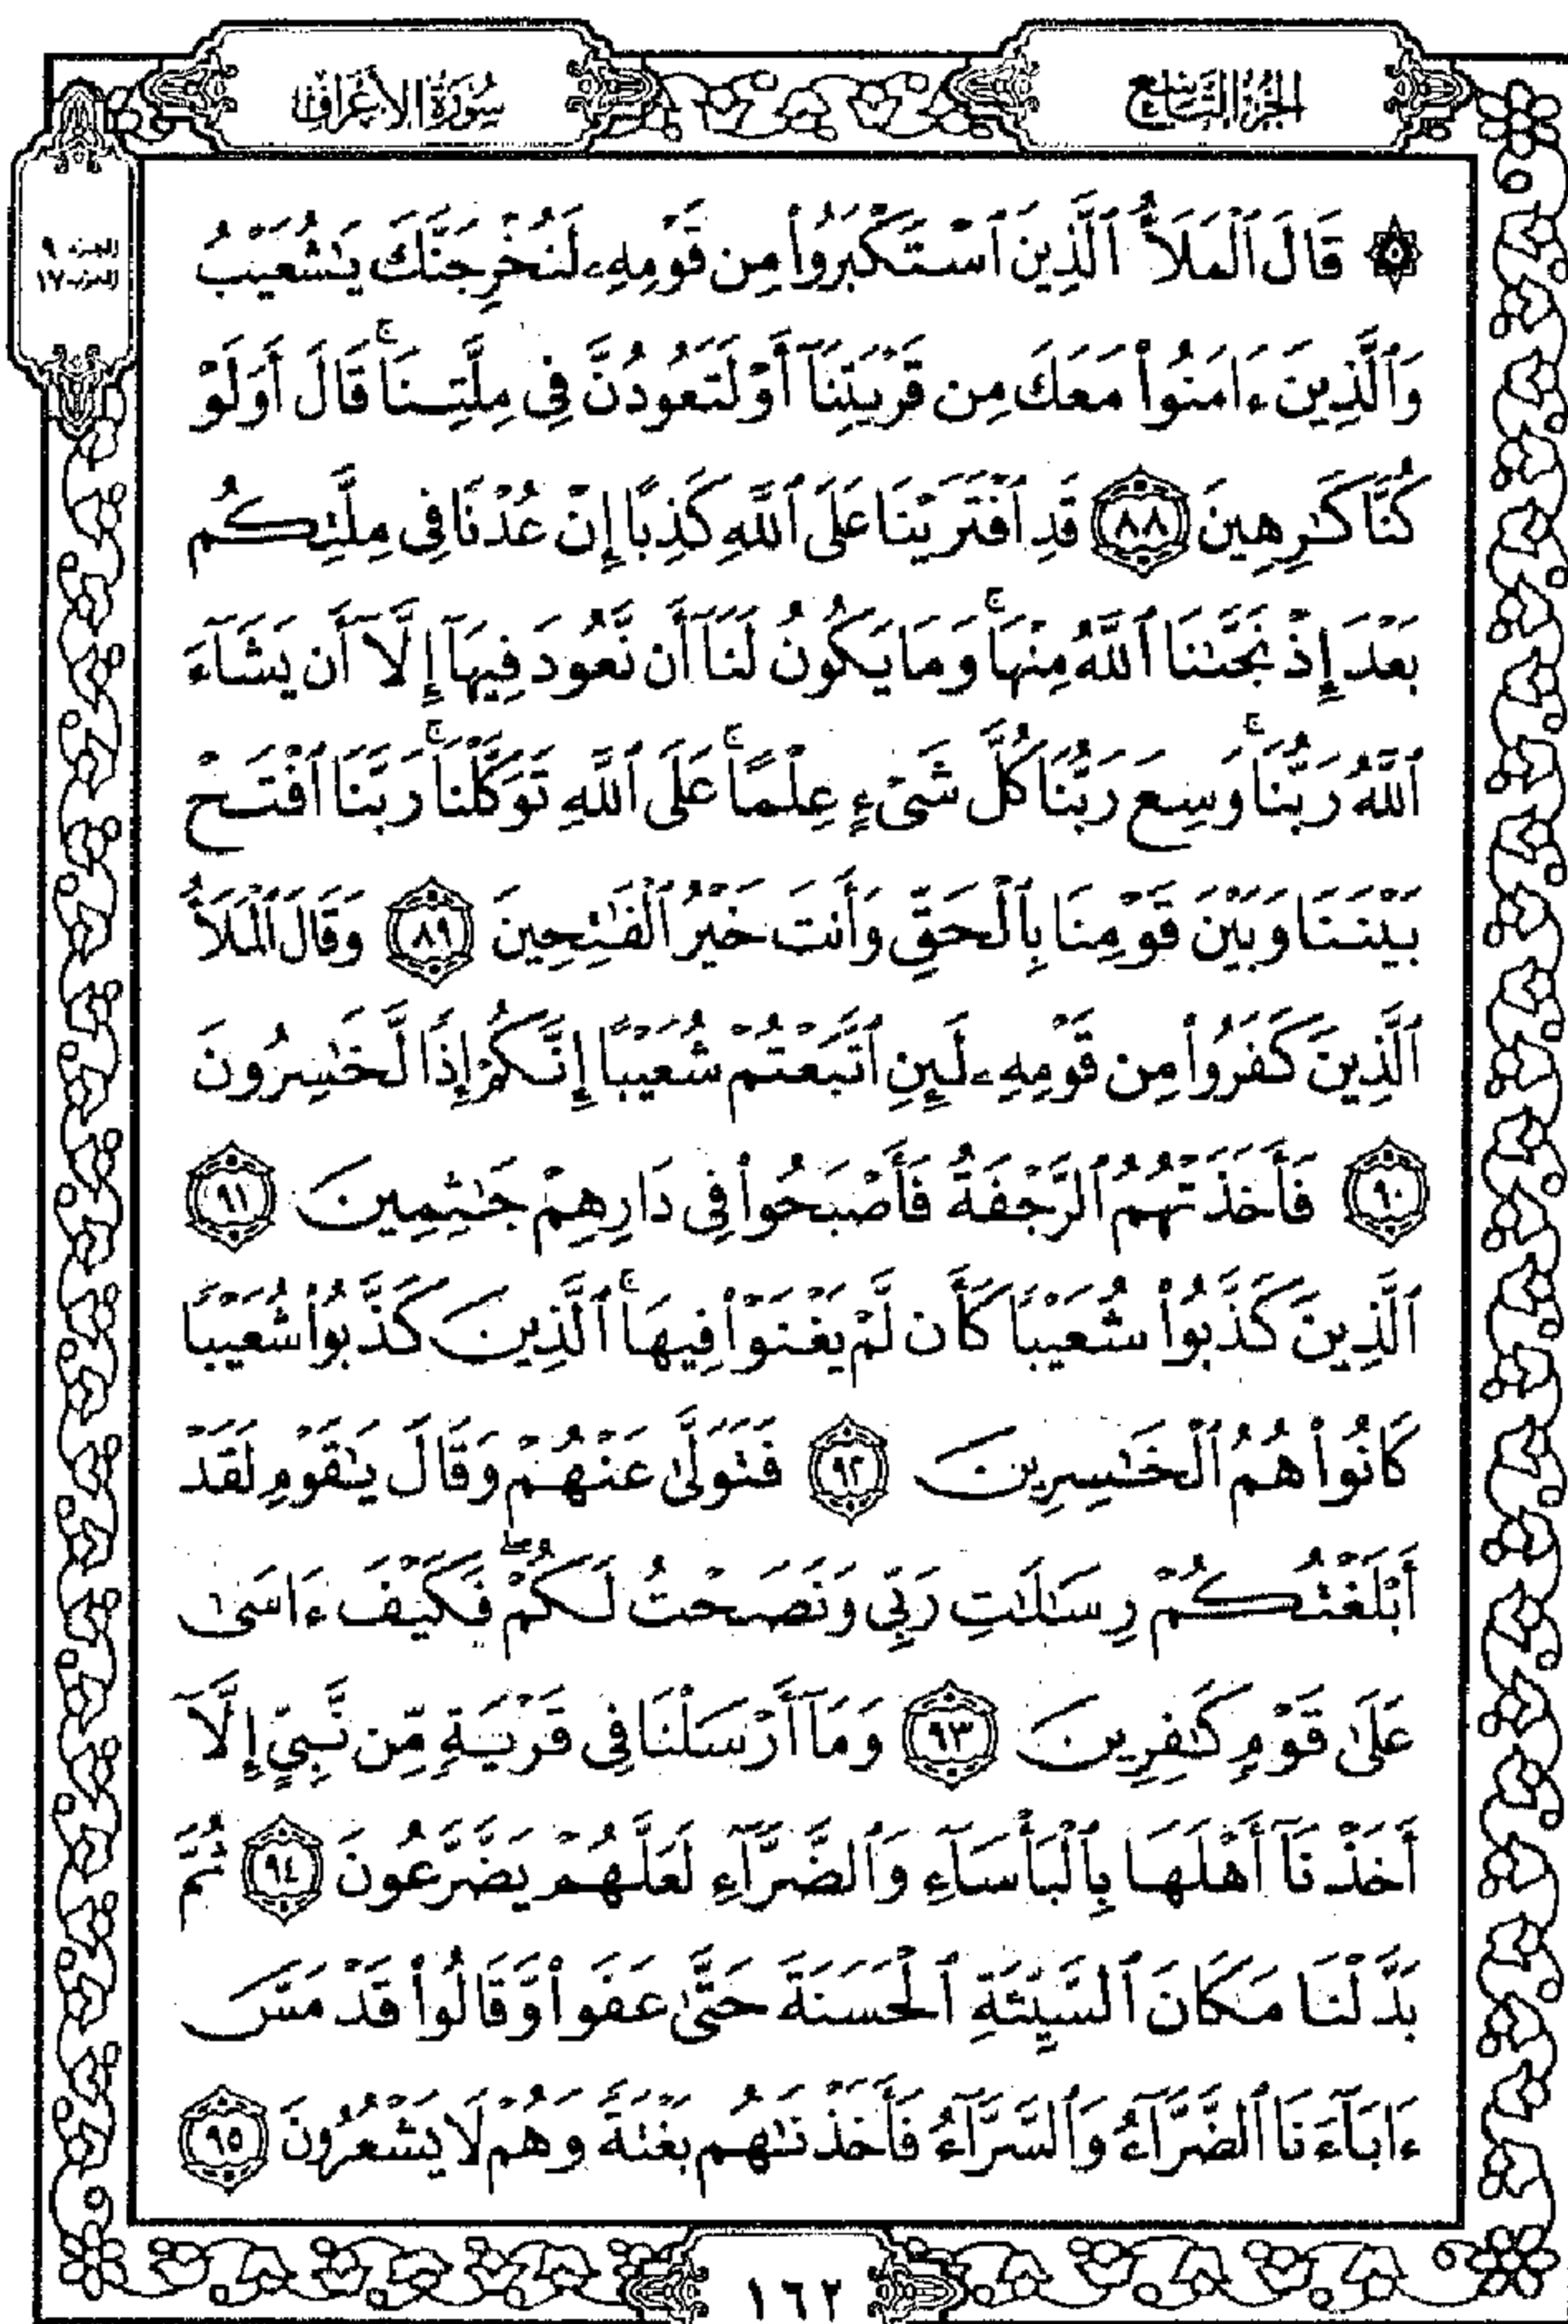 الجزء التاسع
سورة الأعراف
الجزء ٩
الحزب ١٧
۞ قَالَ ٱلْمَلَأُ ٱلَّذِينَ ٱسْتَكْبَرُوا۟ مِن قَوْمِهِۦ لَنُخْرِجَنَّكَ يَـٰشُعَيْبُ
وَٱلَّذِينَ ءَامَنُوا۟ مَعَكَ مِن قَرْيَتِنَآ أَوْ لَتَعُودُنَّ فِى مِلَّتِنَا ۚ قَالَ أَوَلَوْ
كُنَّا كَـٰرِهِينَ ٨٨ قَدِ ٱفْتَرَيْنَا عَلَى ٱللَّهِ كَذِبًا إِنْ عُدْنَا فِى مِلَّتِكُم
بَعْدَ إِذْ نَجَّىٰنَا ٱللَّهُ مِنْهَا ۚ وَمَا يَكُونُ لَنَآ أَن نَّعُودَ فِيهَآ إِلَّآ أَن يَشَآءَ
ٱللَّهُ رَبُّنَا ۚ وَسِعَ رَبُّنَا كُلَّ شَىْءٍ عِلْمًا ۚ عَلَى ٱللَّهِ تَوَكَّلْنَا ۚ رَبَّنَا ٱفْتَحْ
بَيْنَنَا وَبَيْنَ قَوْمِنَا بِٱلْحَقِّ وَأَنتَ خَيْرُ ٱلْفَـٰتِحِينَ ٨٩ وَقَالَ ٱلْمَلَأُ
ٱلَّذِينَ كَفَرُوا۟ مِن قَوْمِهِۦ لَئِنِ ٱتَّبَعْتُمْ شُعَيْبًا إِنَّكُمْ إِذًا لَّخَـٰسِرُونَ
٩٠ فَأَخَذَتْهُمُ ٱلرَّجْفَةُ فَأَصْبَحُوا۟ فِى دَارِهِمْ جَـٰثِمِينَ ٩١
ٱلَّذِينَ كَذَّبُوا۟ شُعَيْبًا كَأَن لَّمْ يَغْنَوْا۟ فِيهَا ۚ ٱلَّذِينَ كَذَّبُوا۟ شُعَيْبًا
كَانُوا۟ هُمُ ٱلْخَـٰسِرِينَ ٩٢ فَتَوَلَّىٰ عَنْهُمْ وَقَالَ يَـٰقَوْمِ لَقَدْ
أَبْلَغْتُكُمْ رِسَـٰلَـٰتِ رَبِّى وَنَصَحْتُ لَكُمْ ۖ فَكَيْفَ ءَاسَىٰ
عَلَىٰ قَوْمٍ كَـٰفِرِينَ ٩٣ وَمَآ أَرْسَلْنَا فِى قَرْيَةٍ مِّن نَّبِىٍّ إِلَّآ
أَخَذْنَآ أَهْلَهَا بِٱلْبَأْسَآءِ وَٱلضَّرَّآءِ لَعَلَّهُمْ يَضَّرَّعُونَ ٩٤ ثُمَّ
بَدَّلْنَا مَكَانَ ٱلسَّيِّئَةِ ٱلْحَسَنَةَ حَتَّىٰ عَفَوا۟ وَّقَالُوا۟ قَدْ مَسَّ
ءَابَآءَنَا ٱلضَّرَّآءُ وَٱلسَّرَّآءُ فَأَخَذْنَـٰهُم بَغْتَةً وَهُمْ لَا يَشْعُرُونَ ٩٥
١٦٢